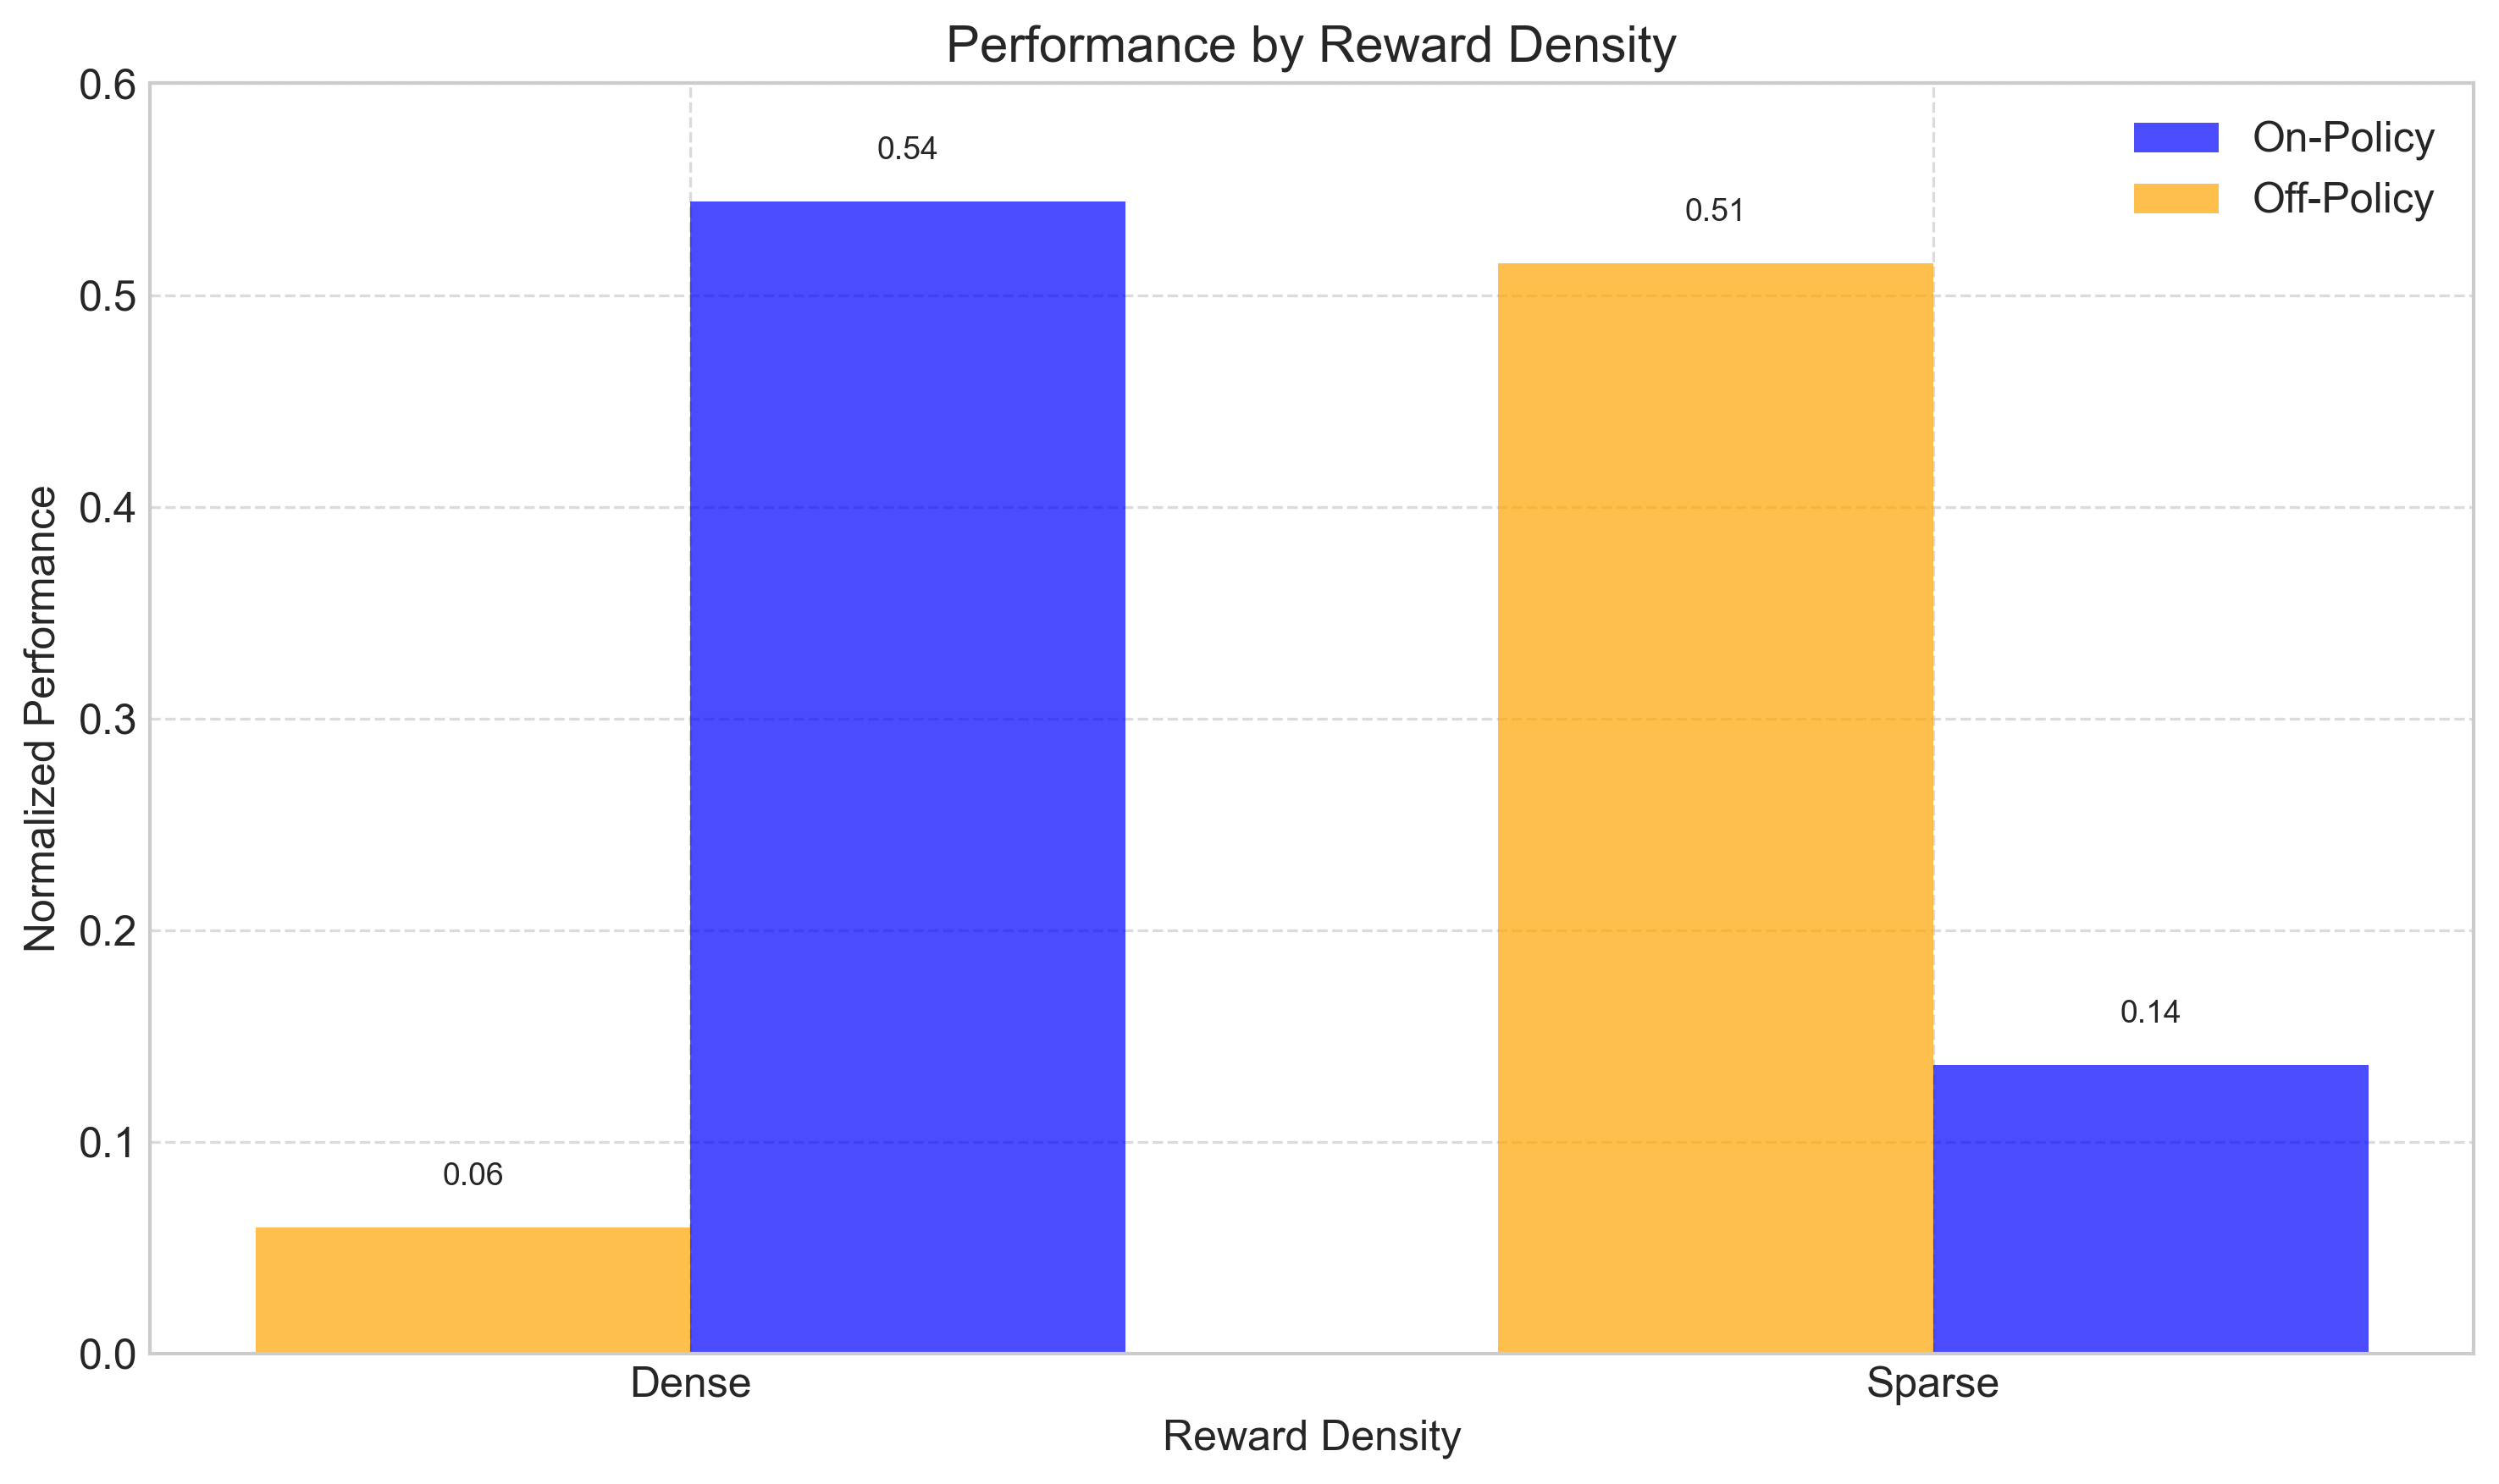 Performance by Reward Density
0.6
0.5
0.4
0.3
0.2
0.1
0.0
Normalized Performance
0.54
0.51
0.06
0.14
On-Policy
Off-Policy
Dense
Sparse
Reward Density